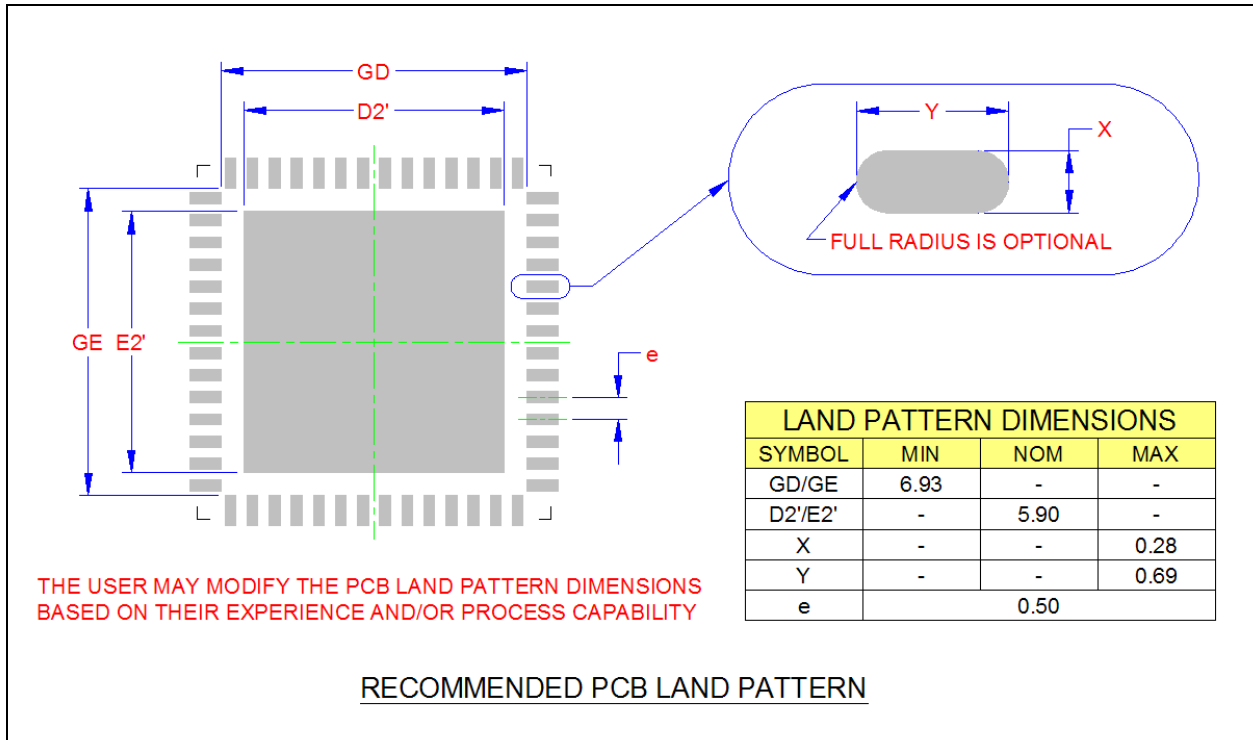 GD
D2'
Y
X
FULL RADIUS IS OPTIONAL
GE E2'
e
LAND PATTERN DIMENSIONS
SYMBOL MIN NOM MAX
GD/GE 6.93 - -
D2'/E2' - 5.90 -
X - - 0.28
Y - - 0.69
e 0.50
THE USER MAY MODIFY THE PCB LAND PATTERN DIMENSIONS
BASED ON THEIR EXPERIENCE AND/OR PROCESS CAPABILITY
RECOMMENDED PCB LAND PATTERN